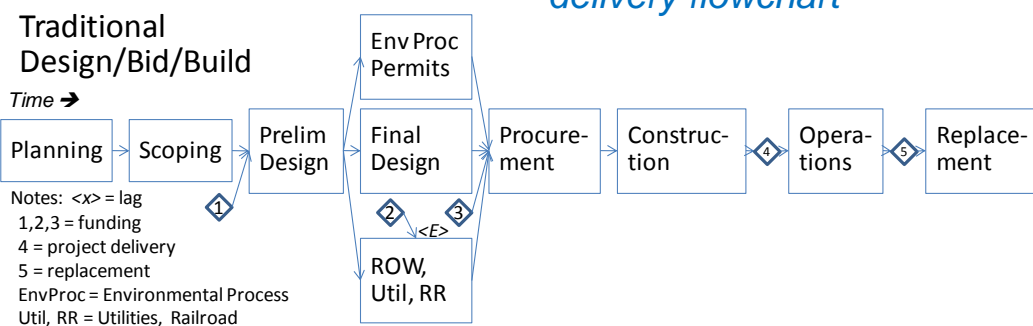 delivery flowchart
Traditional
Design/Bid/Build
Time ➔
Env Proc
Permits
Planning
Scoping
Prelim
Design
Final
Design
Procure-
ment
Construc-
tion
4
Opera-
tions
5
Replace-
ment
1
2
3
<E>
ROW,
Util, RR
Notes: <x> = lag
1,2,3 = funding
4 = project delivery
5 = replacement
EnvProc = Environmental Process
Util, RR = Utilities, Railroad